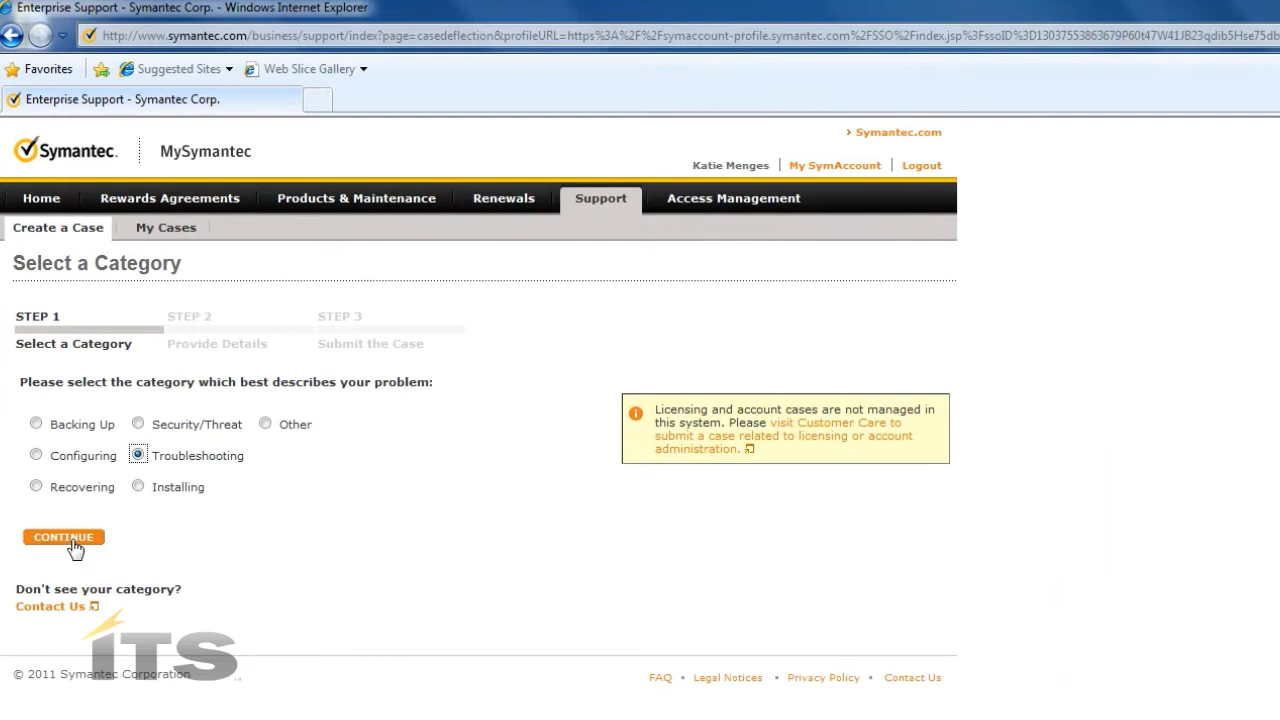 Enterprise Support - Symantec Corp. - Windows Internet Explorer
http://www.symantec.com/business/support/index?page=casedeflection&profileURL=https%3A%2F%2Fsymaccount-profile.symantec.com%2FSSO%2Findex.jsp%3FssoID%3D1303755386367​9P60t47W41JB23qdib5Hse75db
Favorites
Suggested Sites
Web Slice Gallery
Enterprise Support - Symantec Corp.
Symantec.com
Symantec. MySymantec
Katie Menges My SymAccount Logout
Home Rewards Agreements Products & Maintenance Renewals Support Access Management
Create a Case My Cases
Select a Category
STEP 1 STEP 2 STEP 3
Select a Category Provide Details Submit the Case
Please select the category which best describes your problem:
Backing Up Security/Threat Other
Configuring Troubleshooting
Recovering Installing
Licensing and account cases are not managed in
this system. Please visit Customer Care to
submit a case related to licensing or account
administration.
CONTINUE
Don't see your category?
Contact Us
iTS
© 2011 Symantec Corporation
FAQ • Legal Notices • Privacy Policy • Contact Us